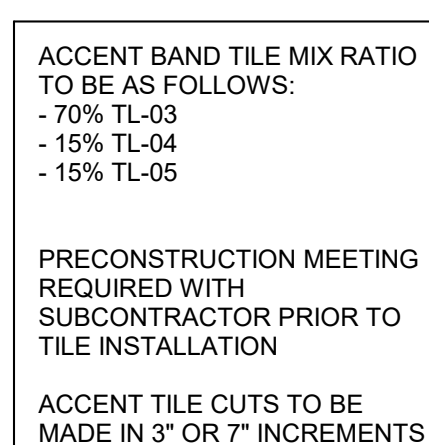 ACCENT BAND TILE MIX RATIO
TO BE AS FOLLOWS:
- 70% TL-03
- 15% TL-04
- 15% TL-05
PRECONSTRUCTION MEETING
REQUIRED WITH
SUBCONTRACTOR PRIOR TO
TILE INSTALLATION
ACCENT TILE CUTS TO BE
MADE IN 3" OR 7" INCREMENTS